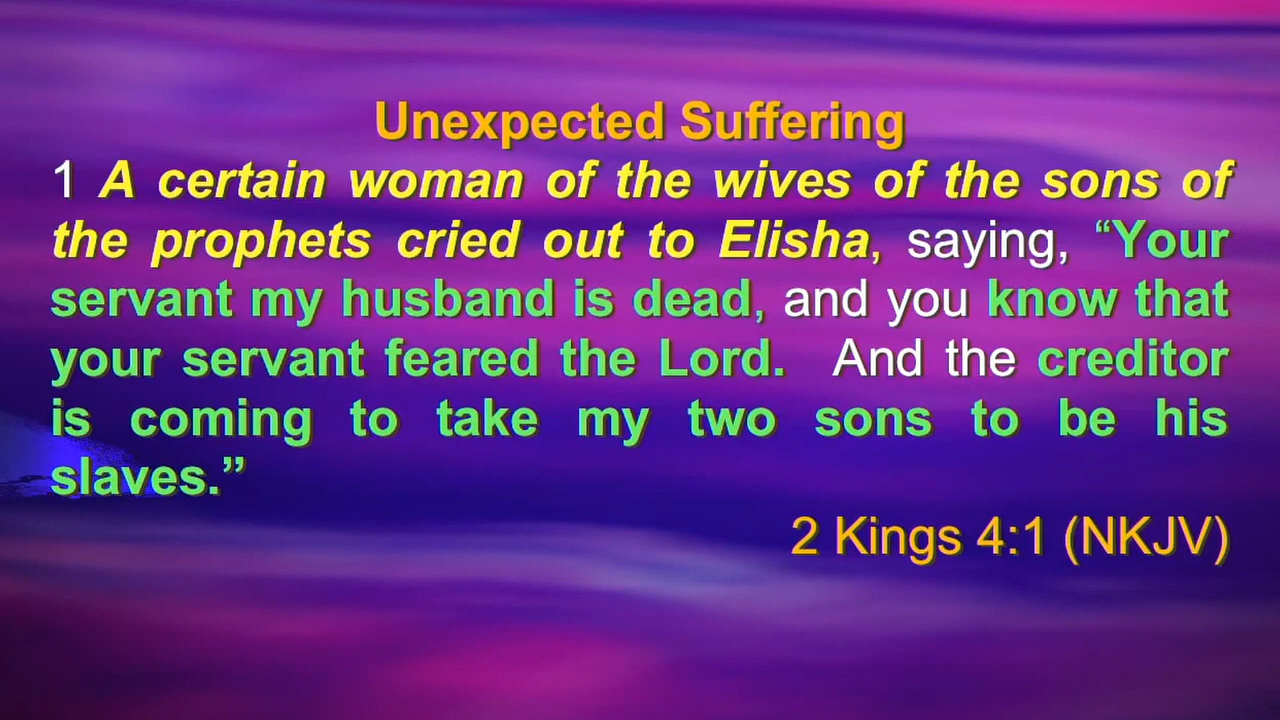 Unexpected Suffering
1 A certain woman of the wives of the sons of
the prophets cried out to Elisha, saying, “Your
servant my husband is dead, and you know that
your servant feared the Lord.  And the creditor
is coming to take my two sons to be his
slaves.”
2 Kings 4:1 (NKJV)